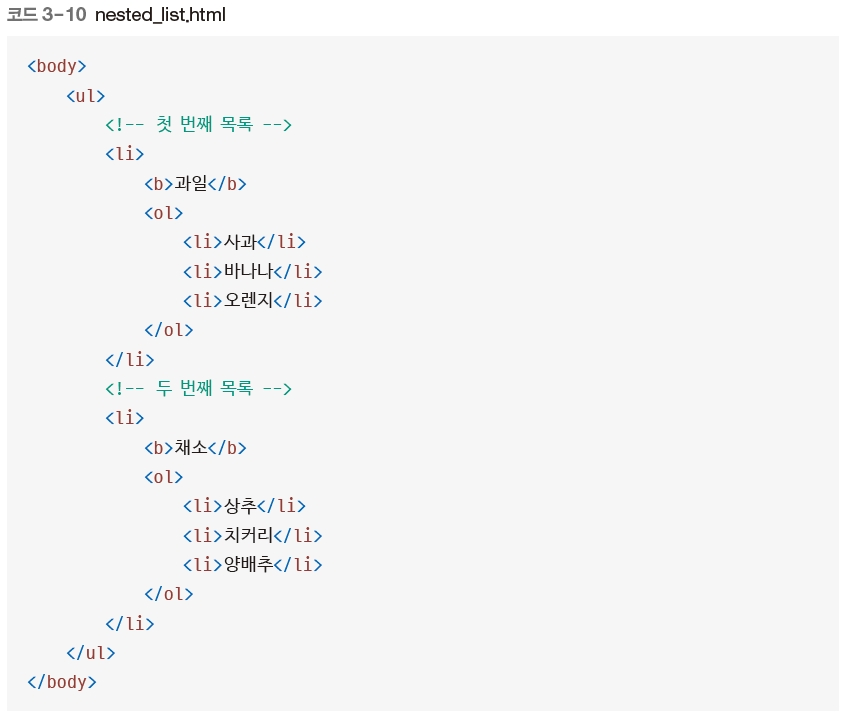 코드 3-10 nested_list.html
<body>
    <ul>
        <!-- 첫 번째 목록 -->
        <li>
            <b>과일</b>
            <ol>
                <li>사과</li>
                <li>바나나</li>
                <li>오렌지</li>
            </ol>
        </li>
        <!-- 두 번째 목록 -->
        <li>
            <b>채소</b>
            <ol>
                <li>상추</li>
                <li>치커리</li>
                <li>양배추</li>
            </ol>
        </li>
    </ul>
</body>